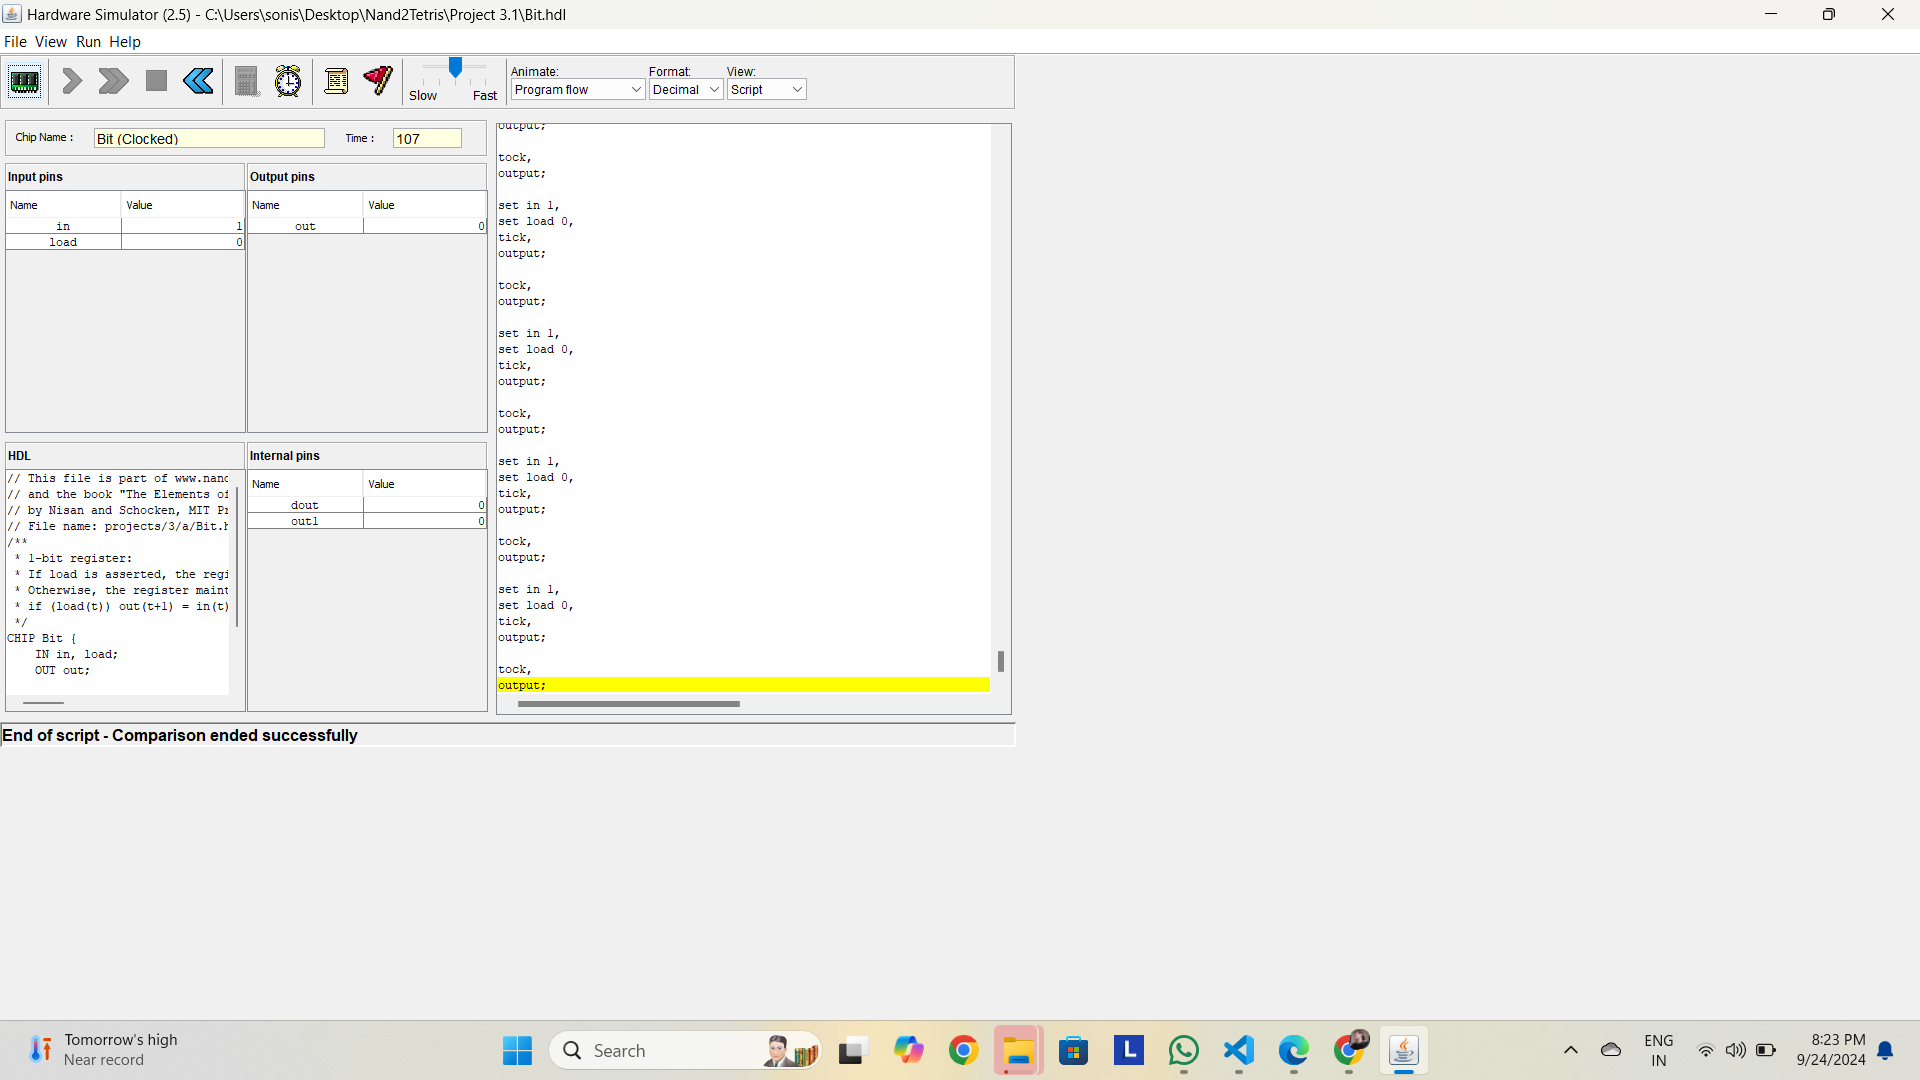 Hardware Simulator (2.5) - C:\Users\sonis\Desktop\Nand2Tetris\Project 3.1\Bit.hdl
File View Run Help
Slow Fast
Animate: Format: View:
Program flow Decimal Script
Chip Name : Bit (Clocked) Time : 107
Input pins
Name Value
in 1
load 0
Output pins
Name Value
out 0
HDL
// This file is part of www.nand
// and the book "The Elements of
// by Nisan and Schocken, MIT Pr
// File name: projects/3/a/Bit.h
/**
* 1-bit register:
* If load is asserted, the regi
* Otherwise, the register maint
* if (load(t)) out(t+1) = in(t)
*/
CHIP Bit {
IN in, load;
OUT out;
Internal pins
Name Value
dout 0
out1 0
output;
tock,
output;
set in 1,
set load 0,
tick,
output;
tock,
output;
set in 1,
set load 0,
tick,
output;
tock,
output;
set in 1,
set load 0,
tick,
output;
tock,
output;
set in 1,
set load 0,
tick,
output;
tock,
output;
End of script - Comparison ended successfully
Tomorrow's high
Near record
Search
L
ENG
IN
8:23 PM
9/24/2024